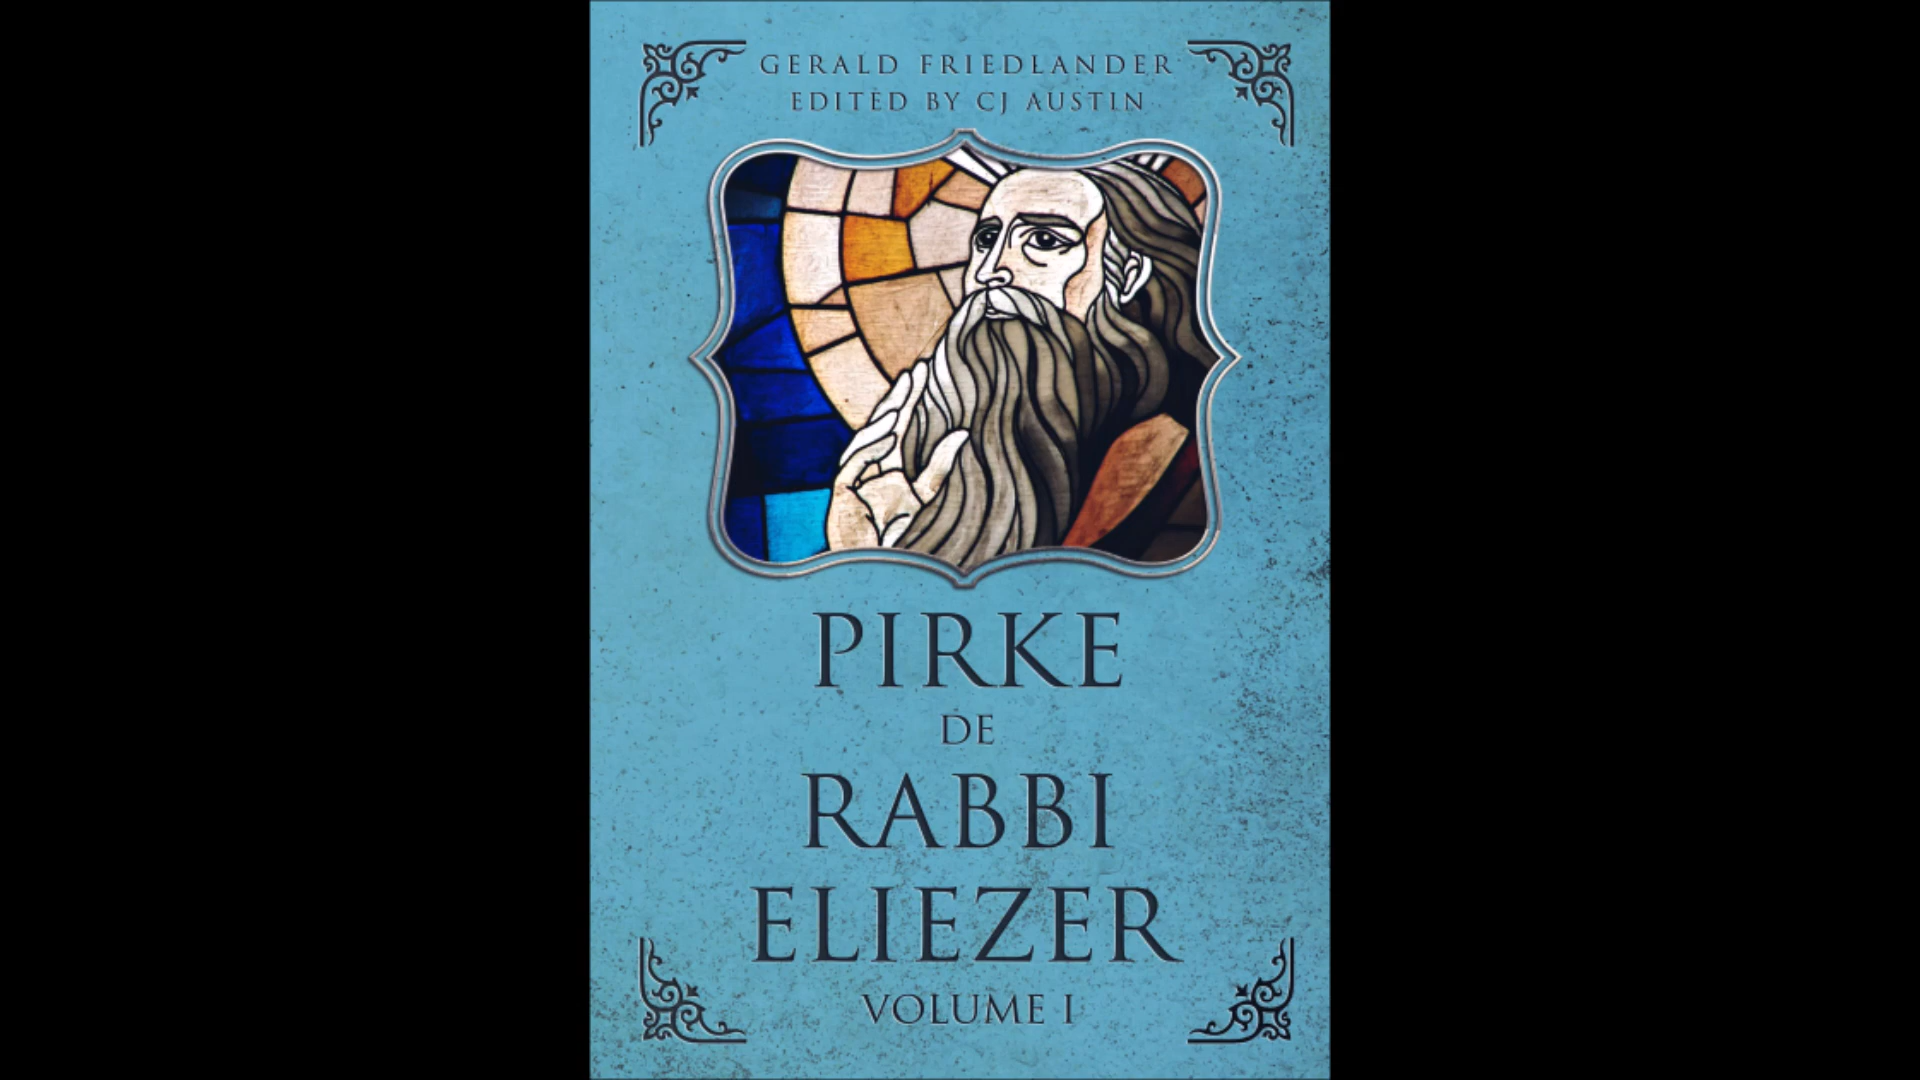 GERALD FRIEDLANDER
EDITED BY CJ AUSTIN
PIRKE
DE
RABBI
ELIEZER
VOLUME I